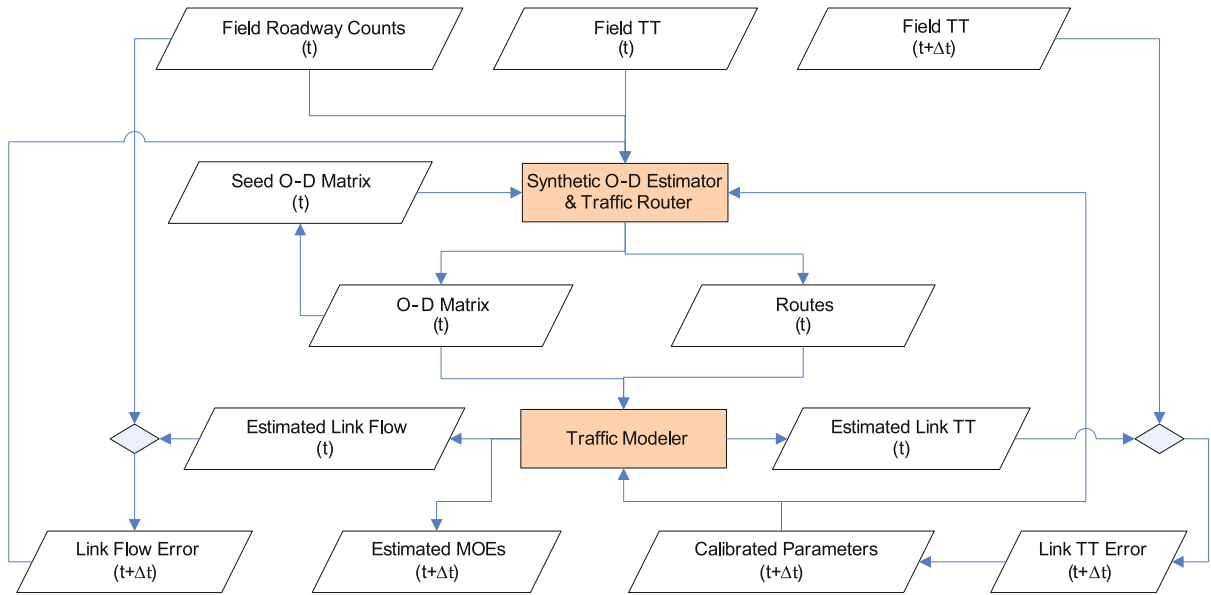 Field Roadway Counts
(t)
Field TT
(t)
Field TT
(t+Δt)
Seed O-D Matrix
(t)
Synthetic O-D Estimator
& Traffic Router
O-D Matrix
(t)
Routes
(t)
Estimated Link Flow
(t)
Traffic Modeler
Estimated Link TT
(t)
Link Flow Error
(t+Δt)
Estimated MOEs
(t+Δt)
Calibrated Parameters
(t+Δt)
Link TT Error
(t+Δt)